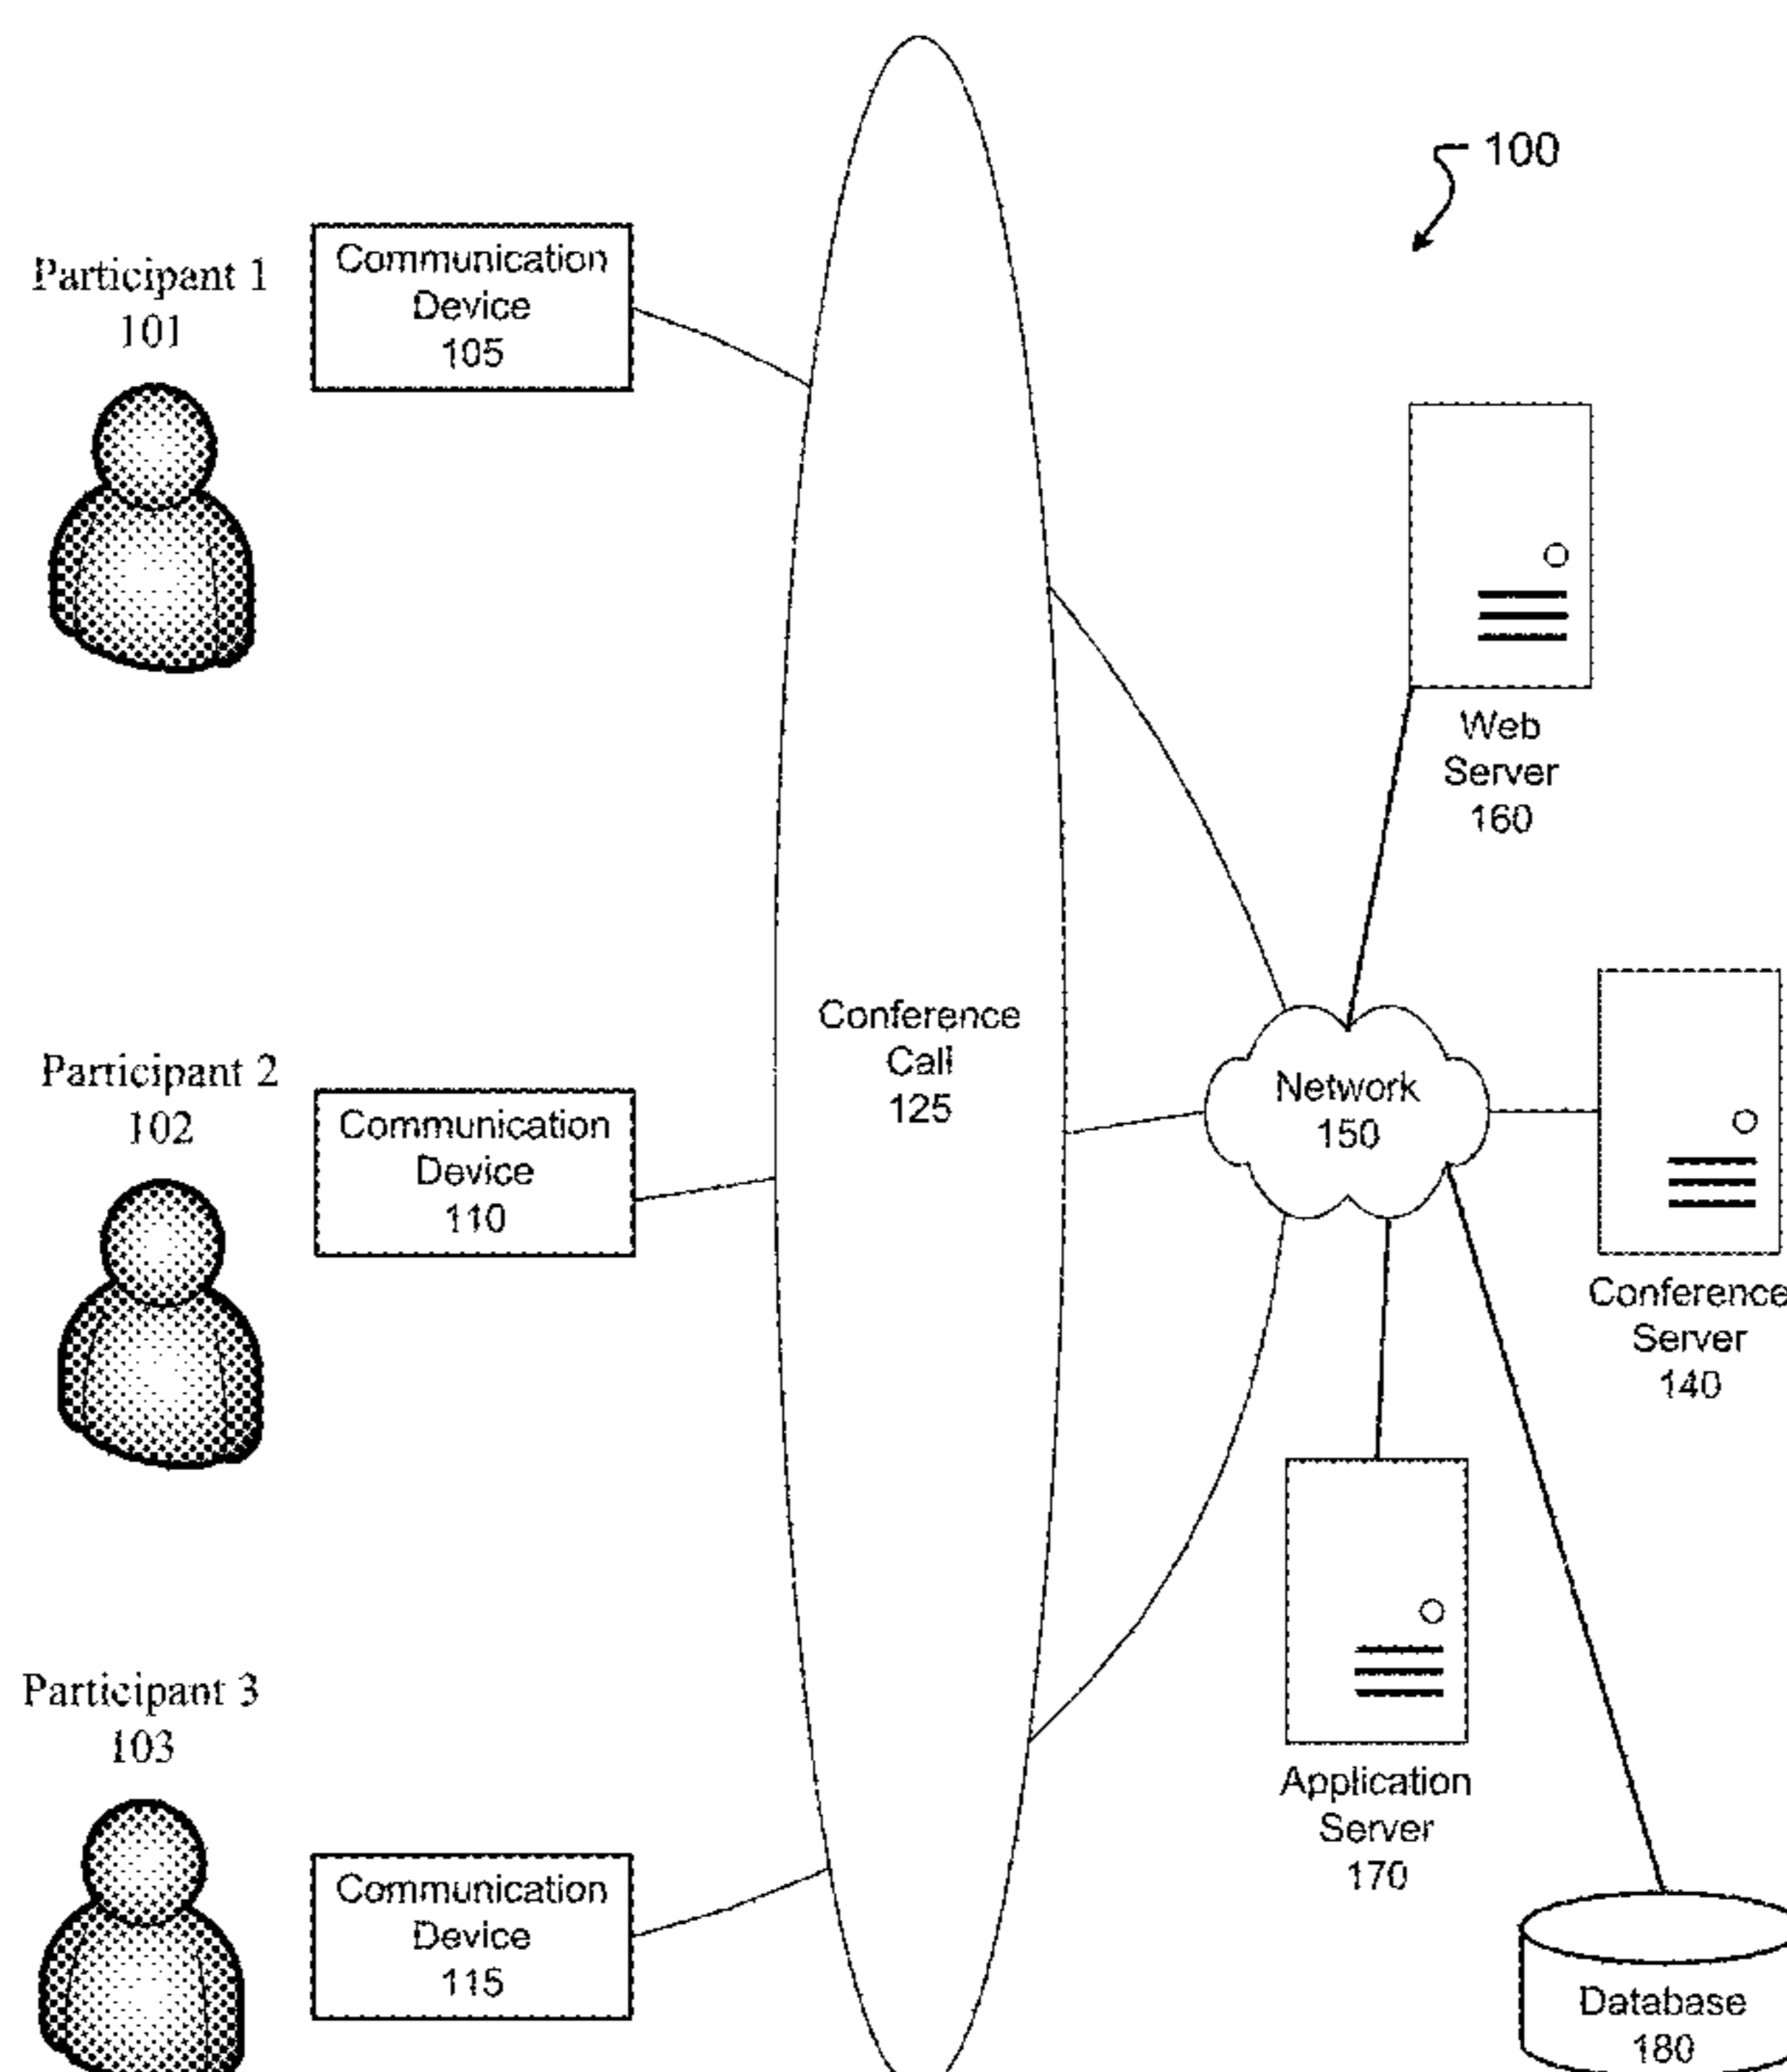 100
Participant 1
101
Communication
Device
105
Web
Server
160
Conference
Call
125
Network
150
Participant 2
102
Communication
Device
110
Conference
Server
140
Participant 3
103
Communication
Device
115
Application
Server
170
Database
180